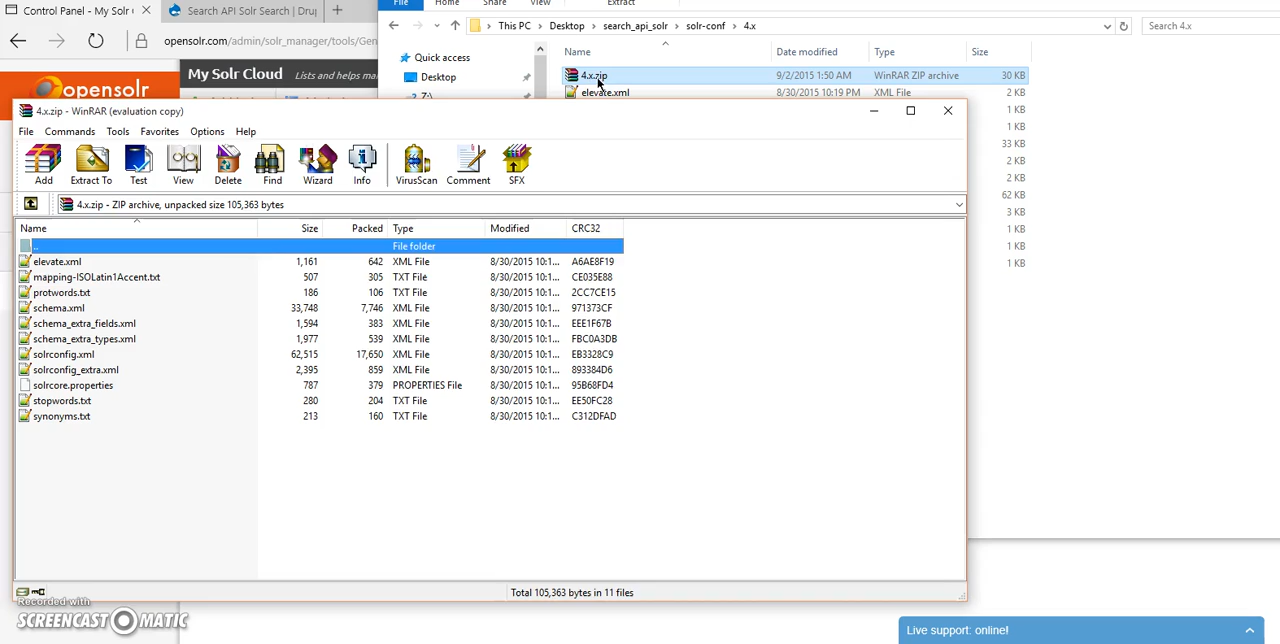 Control Panel - My Solr
Search API Solr Search | Dru
File Home Share View Extract
opensolr.com/admin/solr_manager/tools/Gen
This PC > Desktop > search_api_solr > solr-conf > 4.x
Search 4.x
opensolr
My Solr Cloud Lists and helps ma
Quick access
Desktop
Z:\
Name Date modified Type Size
4.x.zip 9/2/2015 1:50 AM WinRAR ZIP archive 30 KB
elevate.xml 8/30/2015 10:19 PM XML File 2 KB
1 KB
1 KB
33 KB
2 KB
2 KB
62 KB
3 KB
1 KB
1 KB
1 KB
4.x.zip - WinRAR (evaluation copy)
File Commands Tools Favorites Options Help
Add Extract To Test View Delete Find Wizard Info VirusScan Comment SFX
4.x.zip - ZIP archive, unpacked size 105,363 bytes
Name Size Packed Type Modified CRC32
.. File folder
elevate.xml 1,161 642 XML File 8/30/2015 10:1... A6AE8F19
mapping-ISOLatin1Accent.txt 507 305 TXT File 8/30/2015 10:1... CE035E88
protwords.txt 186 106 TXT File 8/30/2015 10:1... 2CC7CE15
schema.xml 33,748 7,746 XML File 8/30/2015 10:1... 971373CF
schema_extra_fields.xml 1,594 383 XML File 8/30/2015 10:1... EEE1F67B
schema_extra_types.xml 1,977 539 XML File 8/30/2015 10:1... FBC0A3DB
solrconfig.xml 62,515 17,650 XML File 8/30/2015 10:1... EB3328C9
solrconfig_extra.xml 2,395 859 XML File 8/30/2015 10:1... 893384D6
solrcore.properties 787 379 PROPERTIES File 8/30/2015 10:1... 95B68FD4
stopwords.txt 280 204 TXT File 8/30/2015 10:1... EE50FC28
synonyms.txt 213 160 TXT File 8/30/2015 10:1... C312DFAD
Total 105,363 bytes in 11 files
Recorded with
SCREENCAST MATIC
Live support: online!